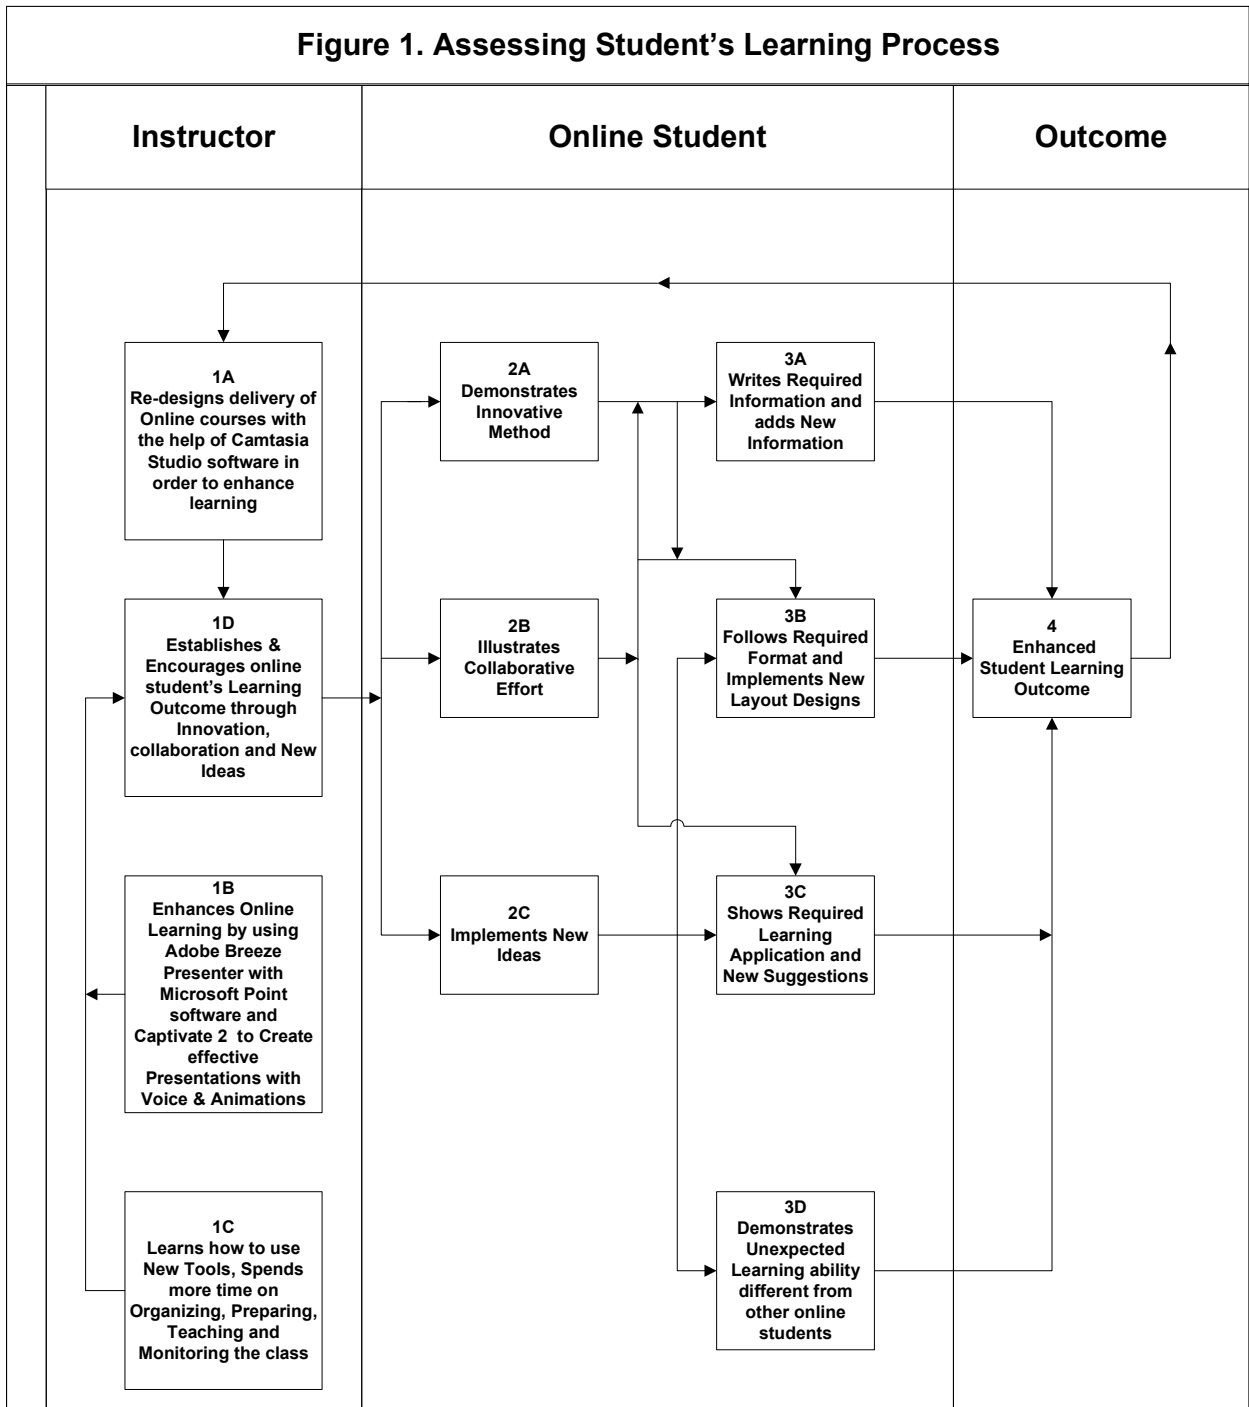 Figure 1. Assessing Student’s Learning Process
Instructor
Online Student
Outcome
1A
Re-designs delivery of
Online courses with
the help of Camtasia
Studio software in
order to enhance
learning
2A
Demonstrates
Innovative
Method
3A
Writes Required
Information and
adds New
Information
1D
Establishes &
Encourages online
student’s Learning
Outcome through
Innovation,
collaboration and New
Ideas
2B
Illustrates
Collaborative
Effort
3B
Follows Required
Format and
Implements New
Layout Designs
4
Enhanced
Student Learning
Outcome
1B
Enhances Online
Learning by using
Adobe Breeze
Presenter with
Microsoft Point
software and
Captivate 2 to Create
effective
Presentations with
Voice & Animations
2C
Implements New
Ideas
3C
Shows Required
Learning
Application and
New Suggestions
1C
Learns how to use
New Tools, Spends
more time on
Organizing, Preparing,
Teaching and
Monitoring the class
3D
Demonstrates
Unexpected
Learning ability
different from
other online
students